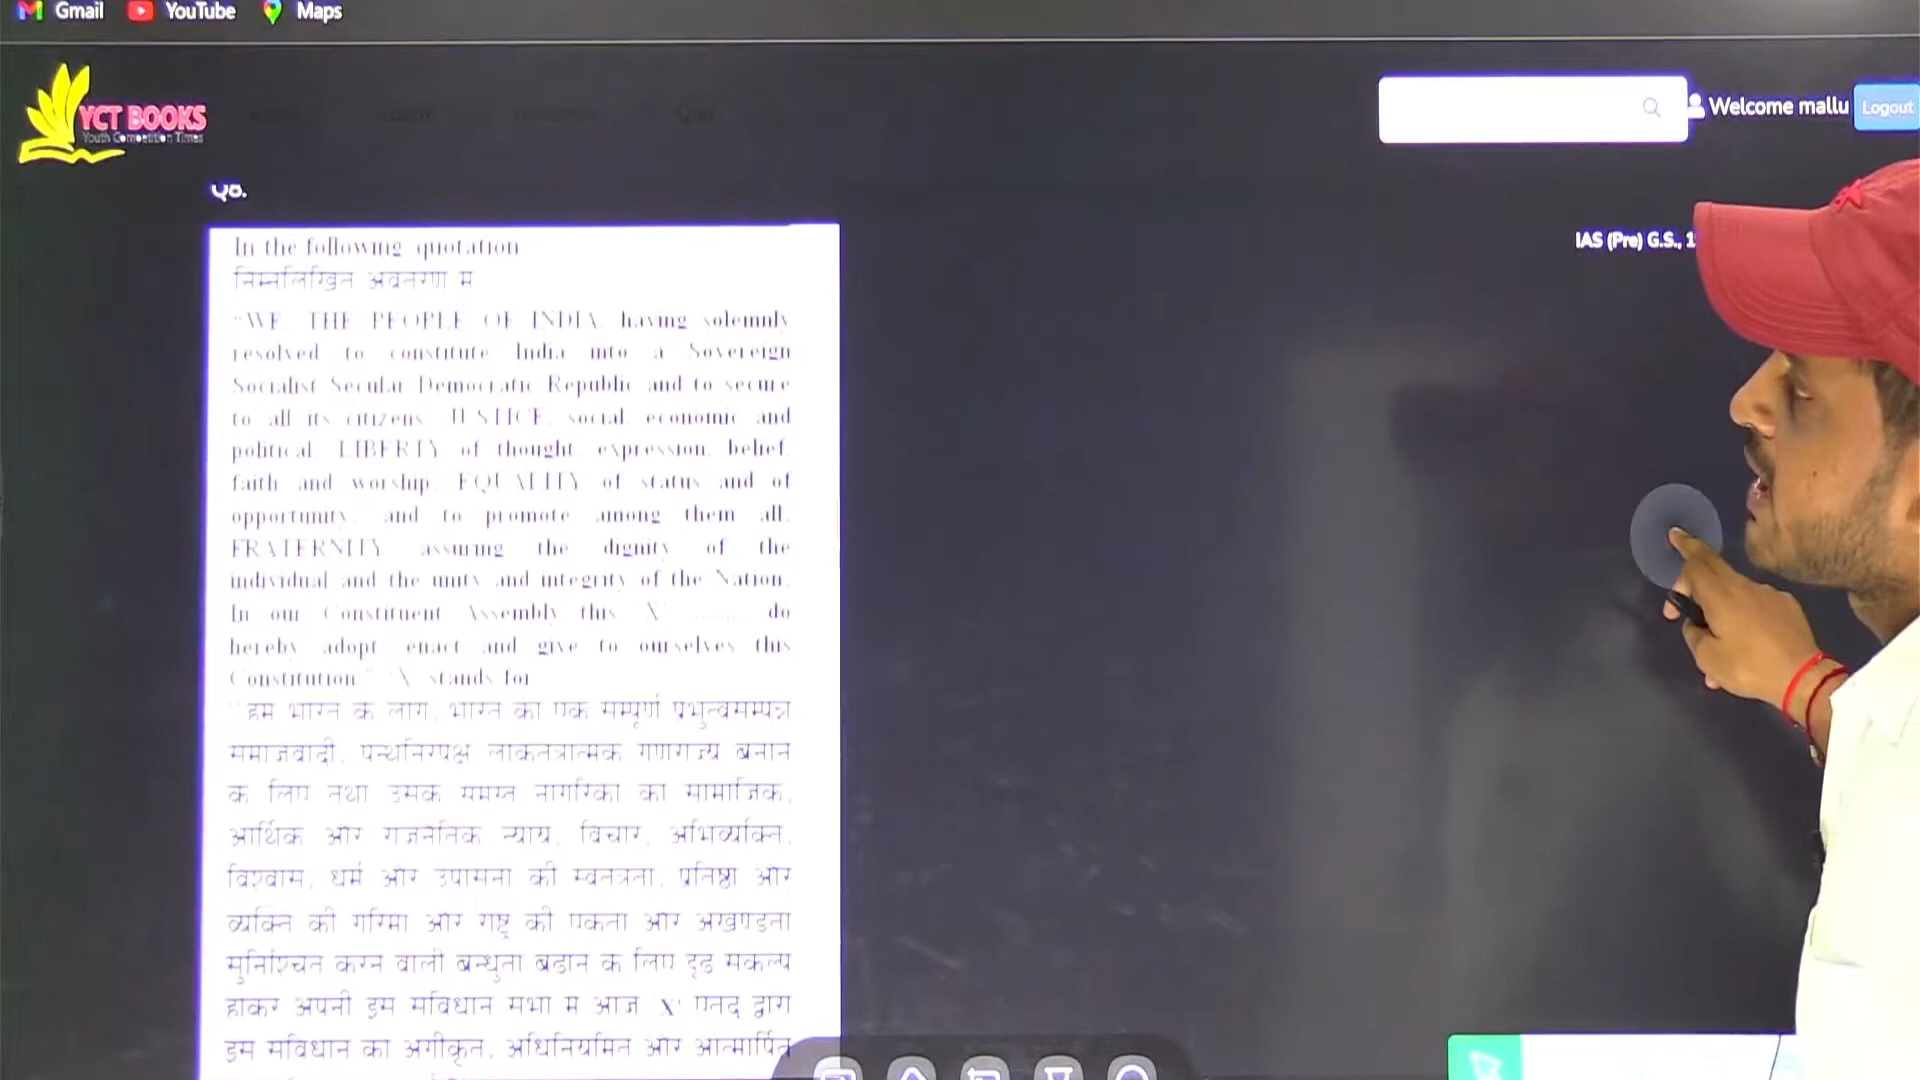 Gmail YouTube Maps
YCT BOOKS
Youth Competition Times
Welcome mallu Logout
IAS (Pre) G.S., 1
In the following quotation
निम्नलिखित अवतरण में
"WE, THE PEOPLE OF INDIA, having solemnly
resolved to constitute India into a Sovereign
Socialist Secular Democratic Republic and to secure
to all its citizens, JUSTICE, social, economic and
political, LIBERTY of thought, expression, belief,
faith and worship, EQUALITY of status and of
opportunity, and to promote among them all,
FRATERNITY assuring the dignity of the
individual and the unity and integrity of the Nation.
In our Constituent Assembly this 'X' ........ do
hereby adopt, enact and give to ourselves this
Constitution." 'X' stands for
"हम भारत के लोग, भारत को एक सम्पूर्ण प्रभुत्वसम्पन्न
समाजवादी, पन्थनिरपेक्ष लोकतन्त्रात्मक गणराज्य बनाने
के लिए तथा उसके समस्त नागरिकों को सामाजिक,
आर्थिक और राजनैतिक न्याय, विचार, अभिव्यक्ति,
विश्वास, धर्म और उपासना की स्वतंत्रता, प्रतिष्ठा और
व्यक्ति की गरिमा और राष्ट्र की एकता और अखण्डता
सुनिश्चित करने वाली बन्धुता बढ़ाने के लिए दृढ़ संकल्प
होकर अपनी इस संविधान सभा में आज 'X' एतद् द्वारा
इस संविधान को अंगीकृत, अधिनियमित और आत्मार्पित